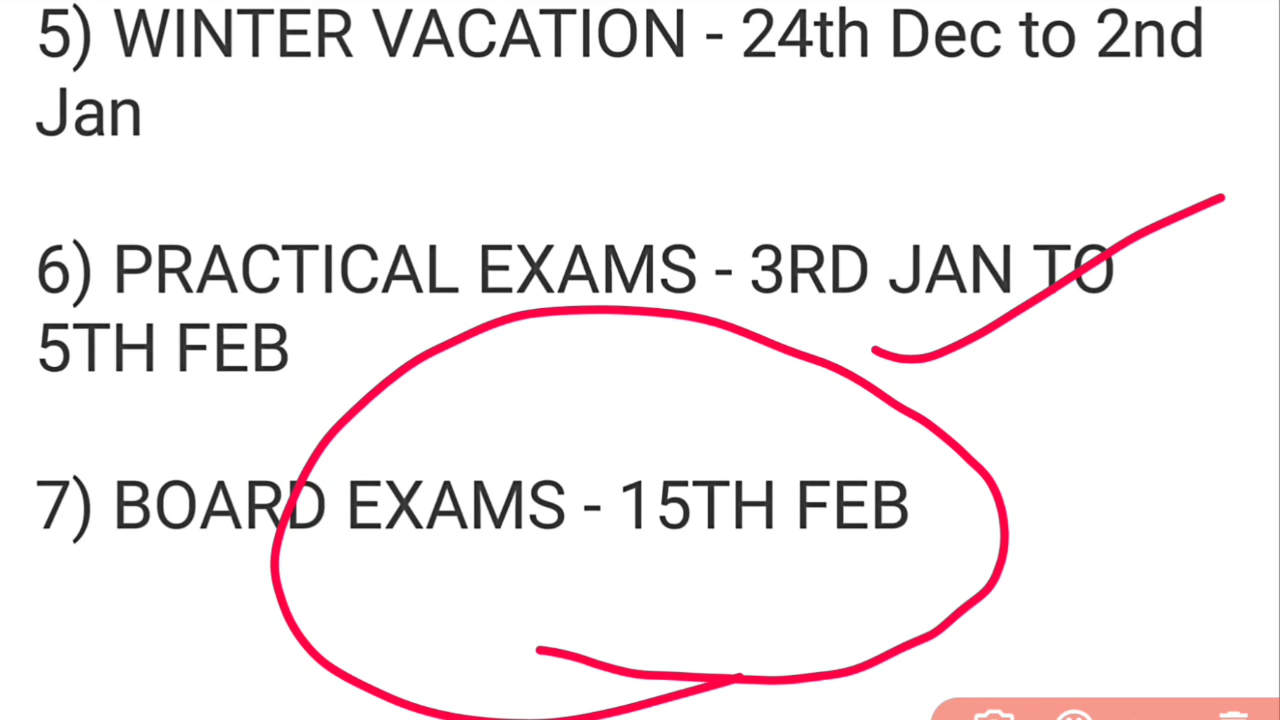 5) WINTER VACATION - 24th Dec to 2nd
Jan
6) PRACTICAL EXAMS - 3RD JAN TO
5TH FEB
7) BOARD EXAMS - 15TH FEB